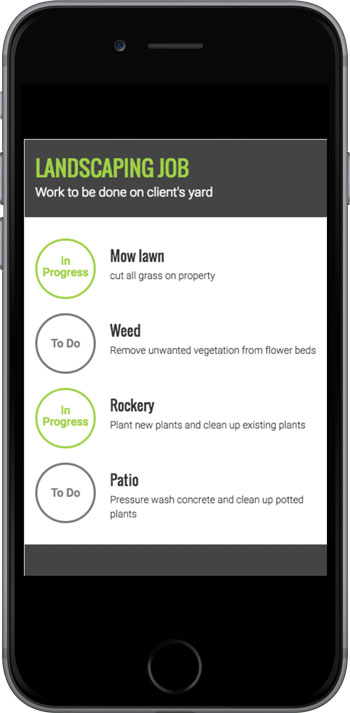 LANDSCAPING JOB
Work to be done on client's yard
In
Progress
Mow lawn
cut all grass on property
To Do
Weed
Remove unwanted vegetation from flower beds
In
Progress
Rockery
Plant new plants and clean up existing plants
To Do
Patio
Pressure wash concrete and clean up potted
plants